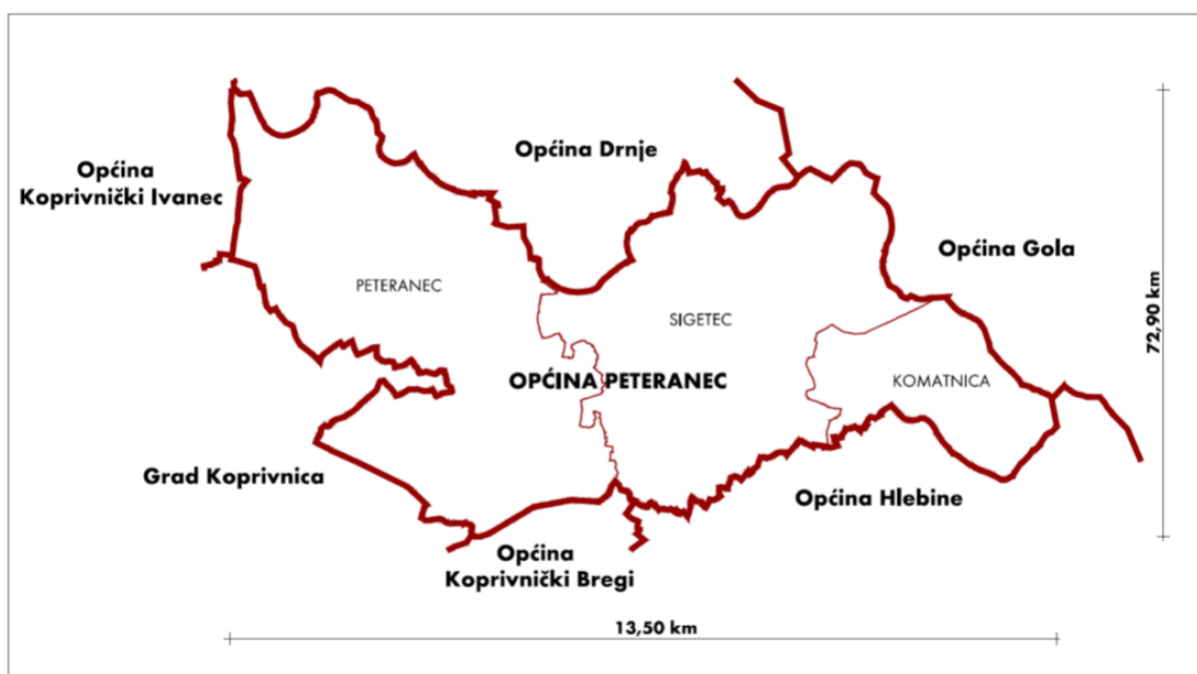 Općina Drnje
Općina
Koprivnički Ivanec
Općina Gola
PETERANEC
SIGETEC
72,90 km
OPĆINA PETERANEC
KOMATNICA
Grad Koprivnica
Općina Hlebine
Općina
Koprivnički Bregi
13,50 km